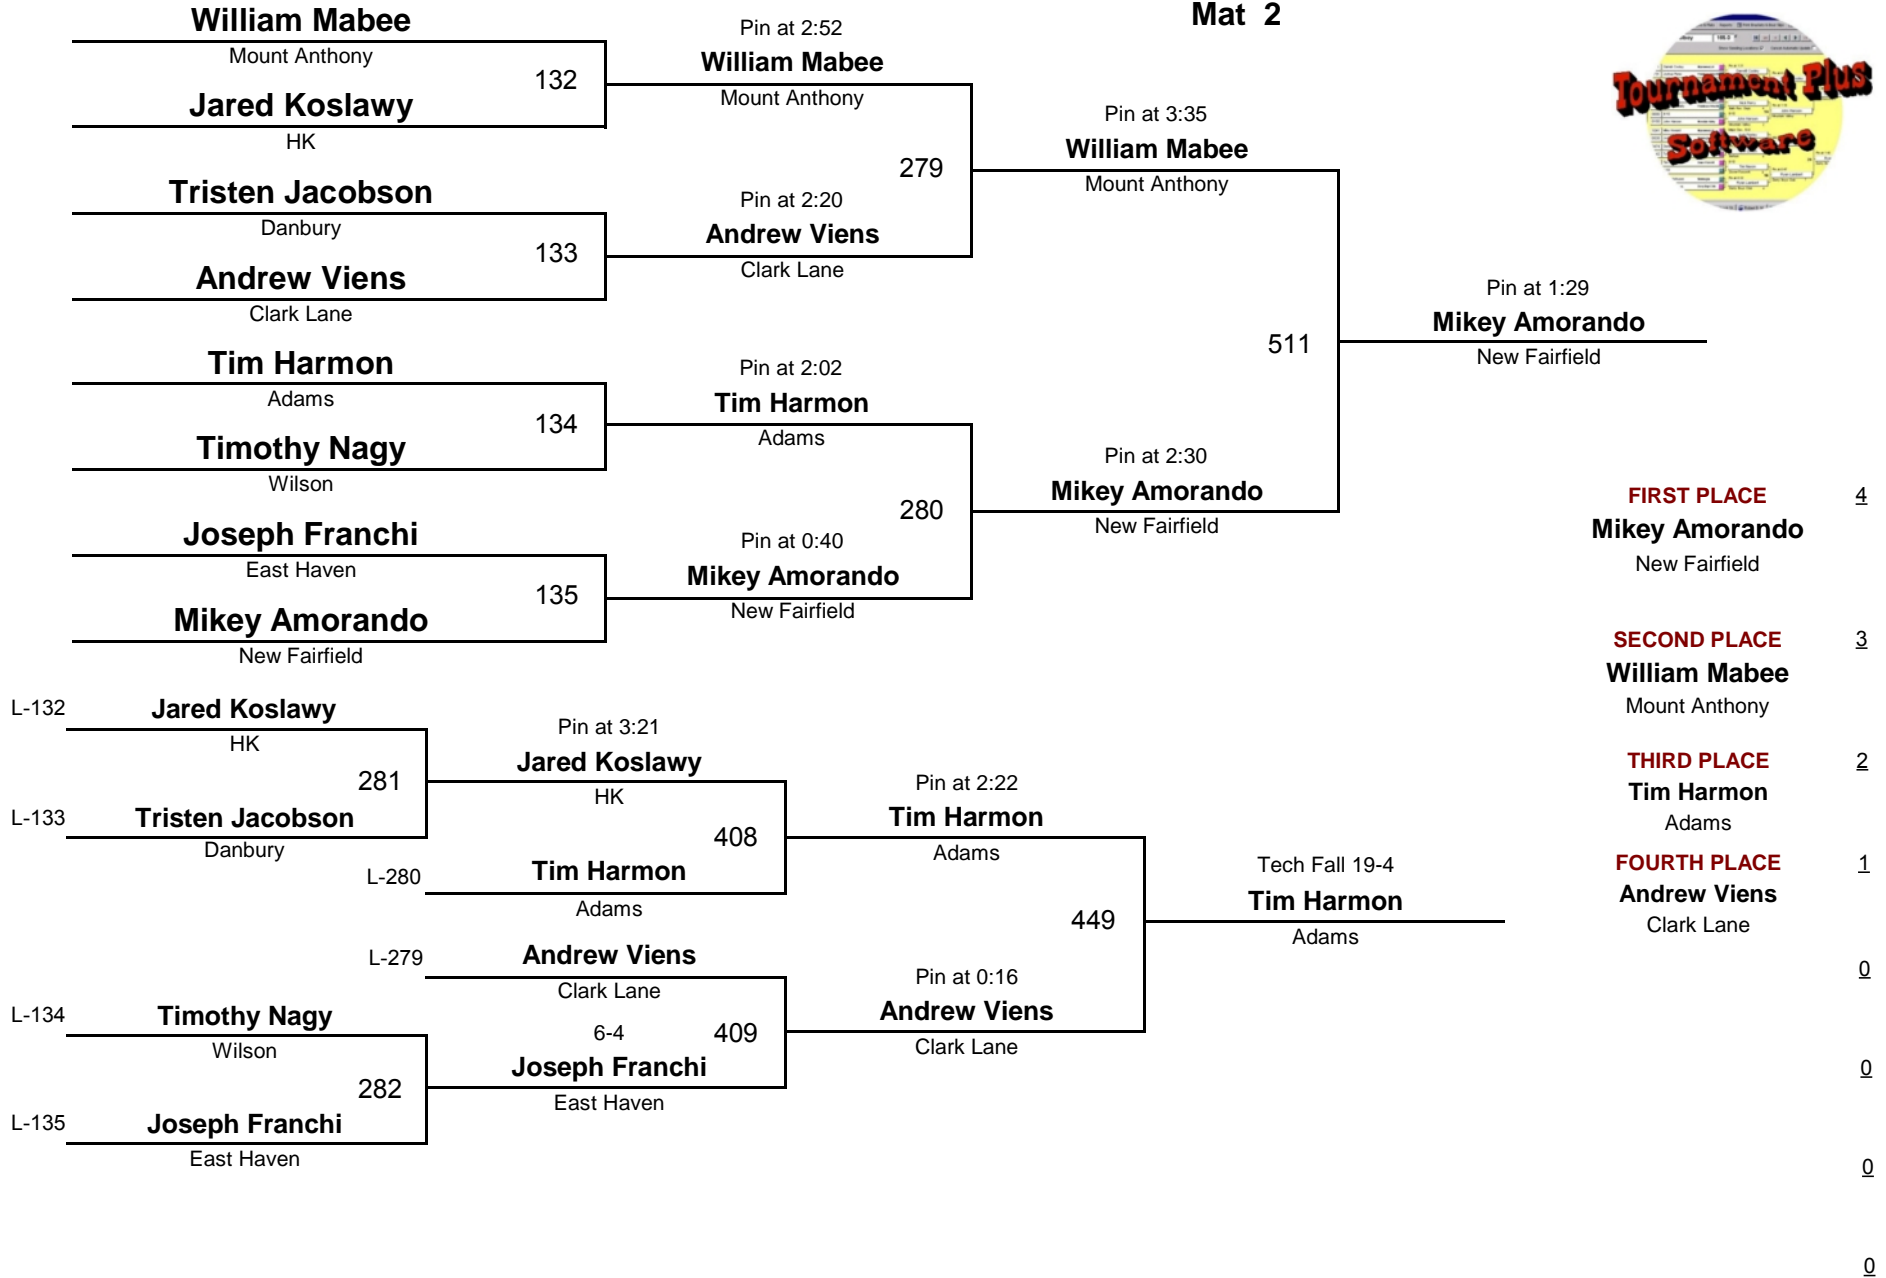 Mat 2
Tournament Plus
Software
William Mabee
Mount Anthony
132
Jared Koslawy
HK
Tristen Jacobson
Danbury
133
Andrew Viens
Clark Lane
Tim Harmon
Adams
134
Timothy Nagy
Wilson
Joseph Franchi
East Haven
135
Mikey Amorando
New Fairfield
Pin at 2:52
William Mabee
Mount Anthony
279
Pin at 2:20
Andrew Viens
Clark Lane
Pin at 2:02
Tim Harmon
Adams
280
Pin at 0:40
Mikey Amorando
New Fairfield
Pin at 3:35
William Mabee
Mount Anthony
511
Pin at 2:30
Mikey Amorando
New Fairfield
Pin at 1:29
Mikey Amorando
New Fairfield
L-132
Jared Koslawy
HK
281
L-133
Tristen Jacobson
Danbury
L-134
Timothy Nagy
Wilson
282
L-135
Joseph Franchi
East Haven
Pin at 3:21
Jared Koslawy
HK
408
L-280
Tim Harmon
Adams
L-279
Andrew Viens
Clark Lane
6-4
409
Joseph Franchi
East Haven
Pin at 2:22
Tim Harmon
Adams
449
Pin at 0:16
Andrew Viens
Clark Lane
Tech Fall 19-4
Tim Harmon
Adams
FIRST PLACE 4
Mikey Amorando
New Fairfield
SECOND PLACE 3
William Mabee
Mount Anthony
THIRD PLACE 2
Tim Harmon
Adams
FOURTH PLACE 1
Andrew Viens
Clark Lane
0
0
0
0